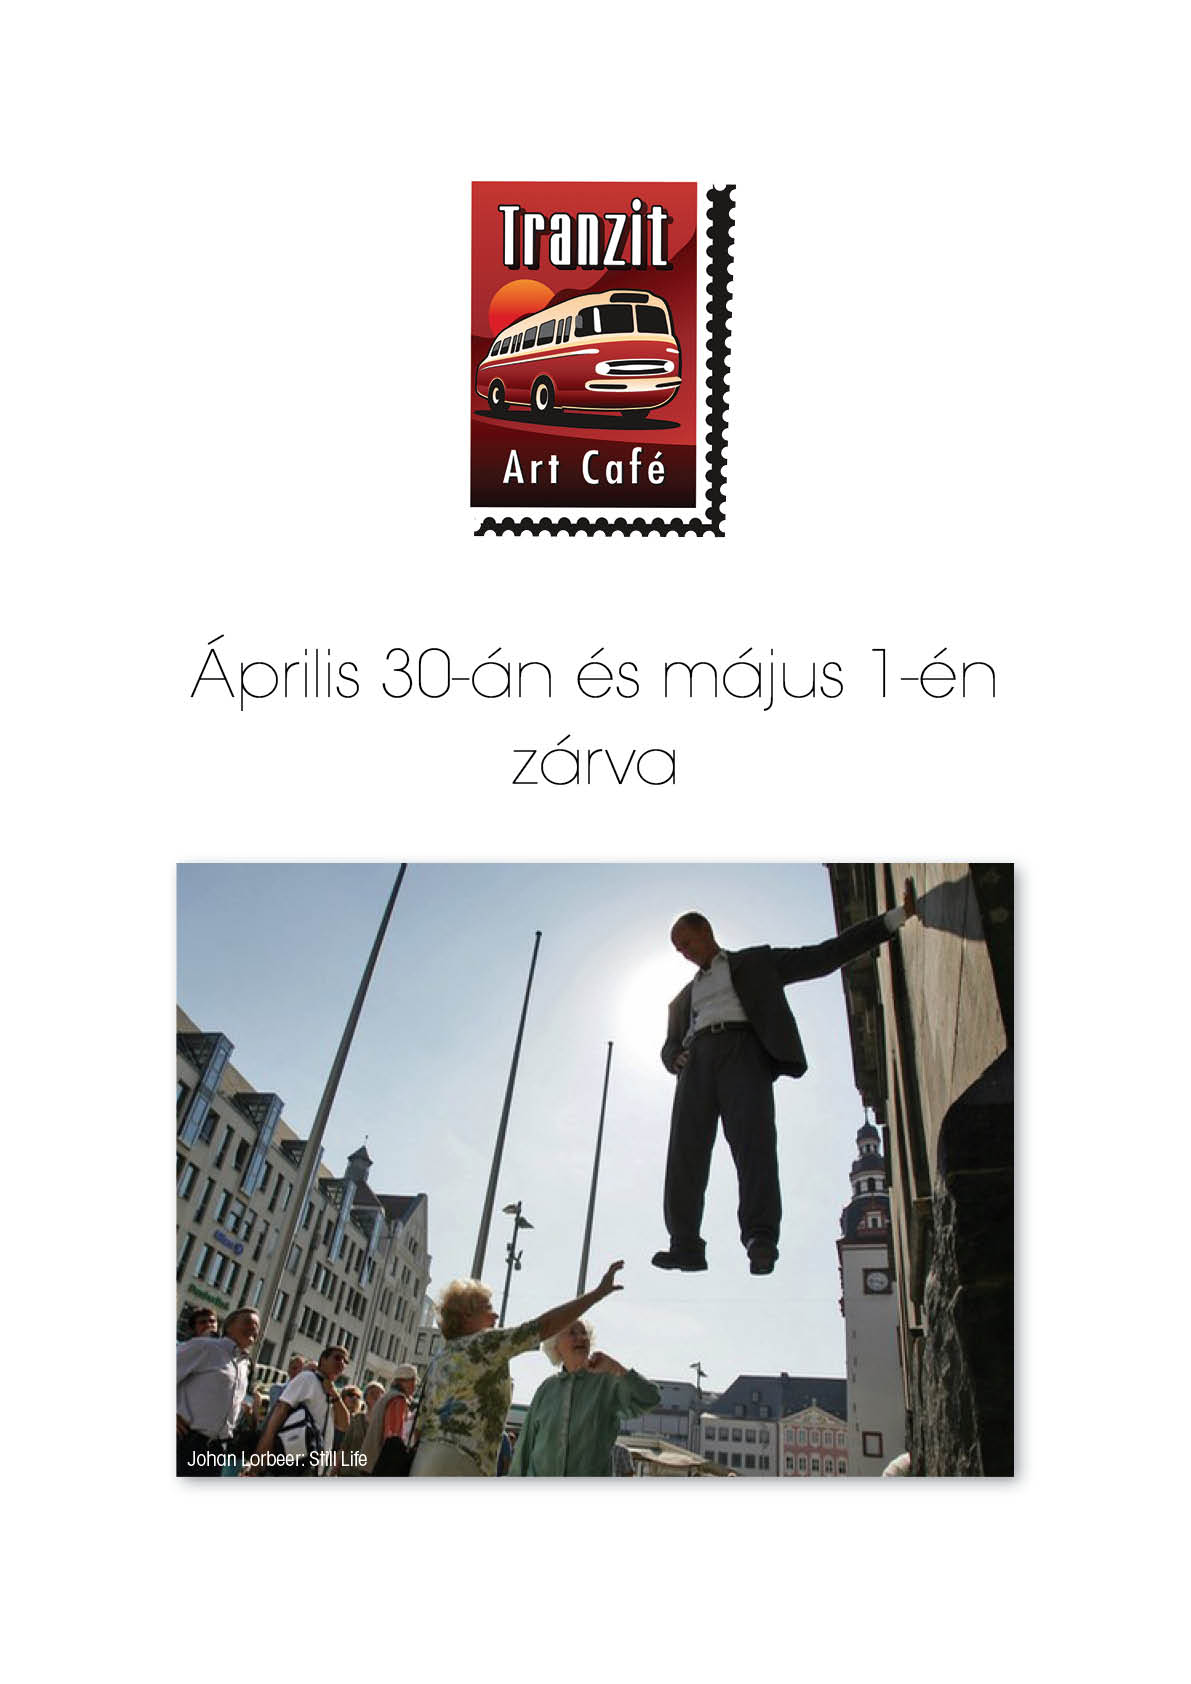 Tranzit
Art Café
Április 30-án és május 1-én
zárva
Johan Lorbeer: Still Life